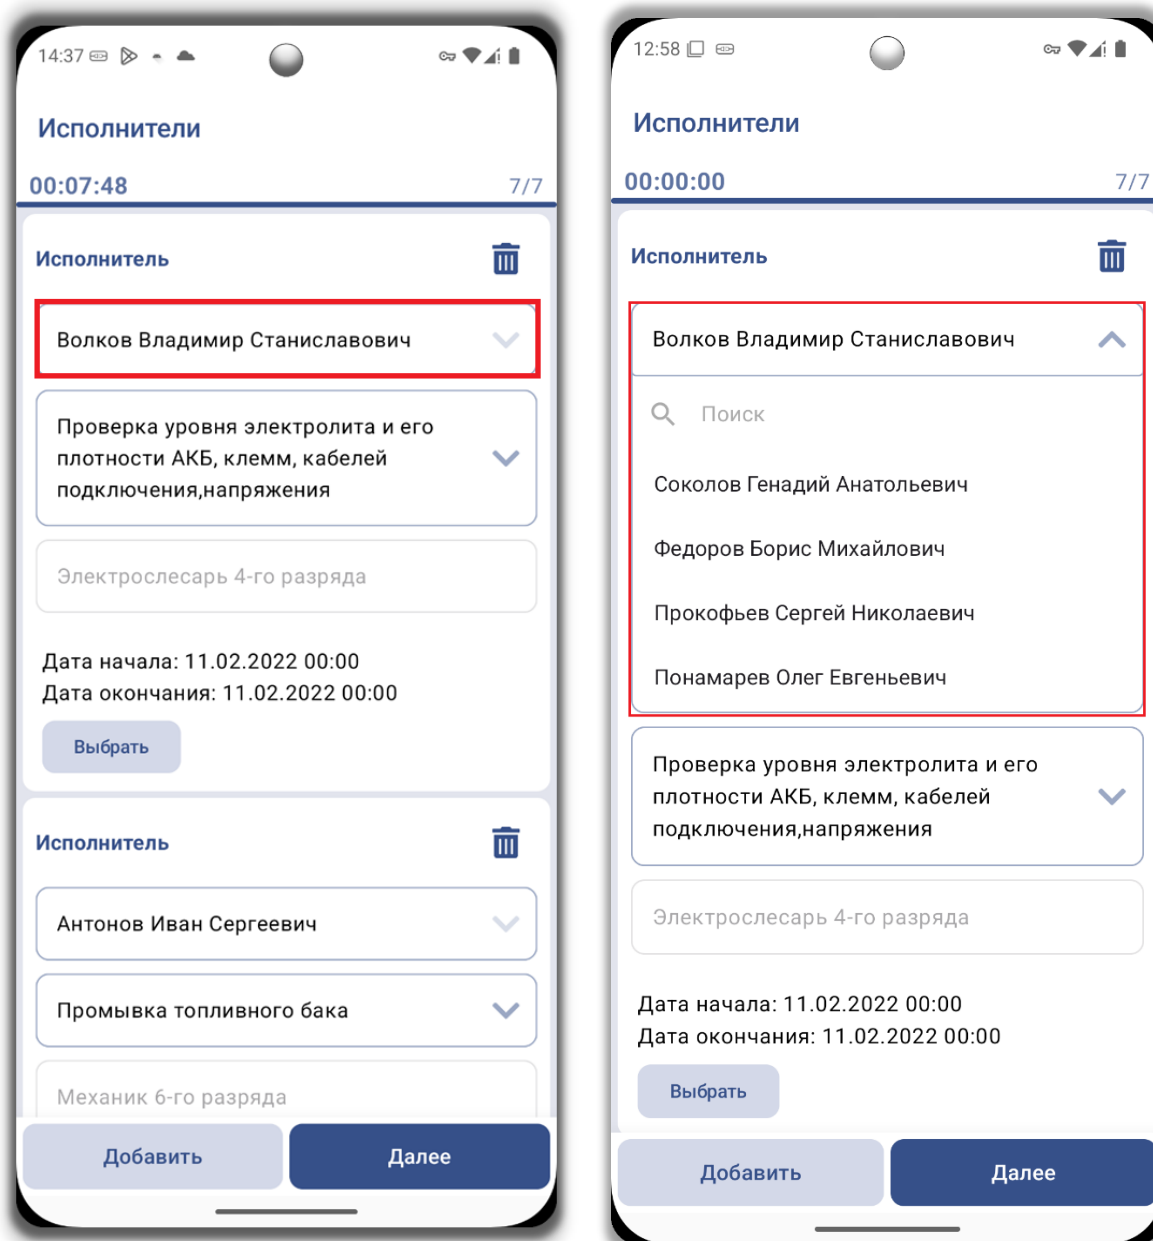 14:37
Исполнители
00:07:48 7/7
Исполнитель
Волков Владимир Станиславович
Проверка уровня электролита и его
плотности АКБ, клемм, кабелей
подключения,напряжения
Электрослесарь 4-го разряда
Дата начала: 11.02.2022 00:00
Дата окончания: 11.02.2022 00:00
Выбрать
Исполнитель
Антонов Иван Сергеевич
Промывка топливного бака
Механик 6-го разряда
Добавить Далее
12:58
Исполнители
00:00:00 7/7
Исполнитель
Волков Владимир Станиславович
Поиск
Соколов Генадий Анатольевич
Федоров Борис Михайлович
Прокофьев Сергей Николаевич
Понамарев Олег Евгеньевич
Проверка уровня электролита и его
плотности АКБ, клемм, кабелей
подключения,напряжения
Электрослесарь 4-го разряда
Дата начала: 11.02.2022 00:00
Дата окончания: 11.02.2022 00:00
Выбрать
Добавить Далее